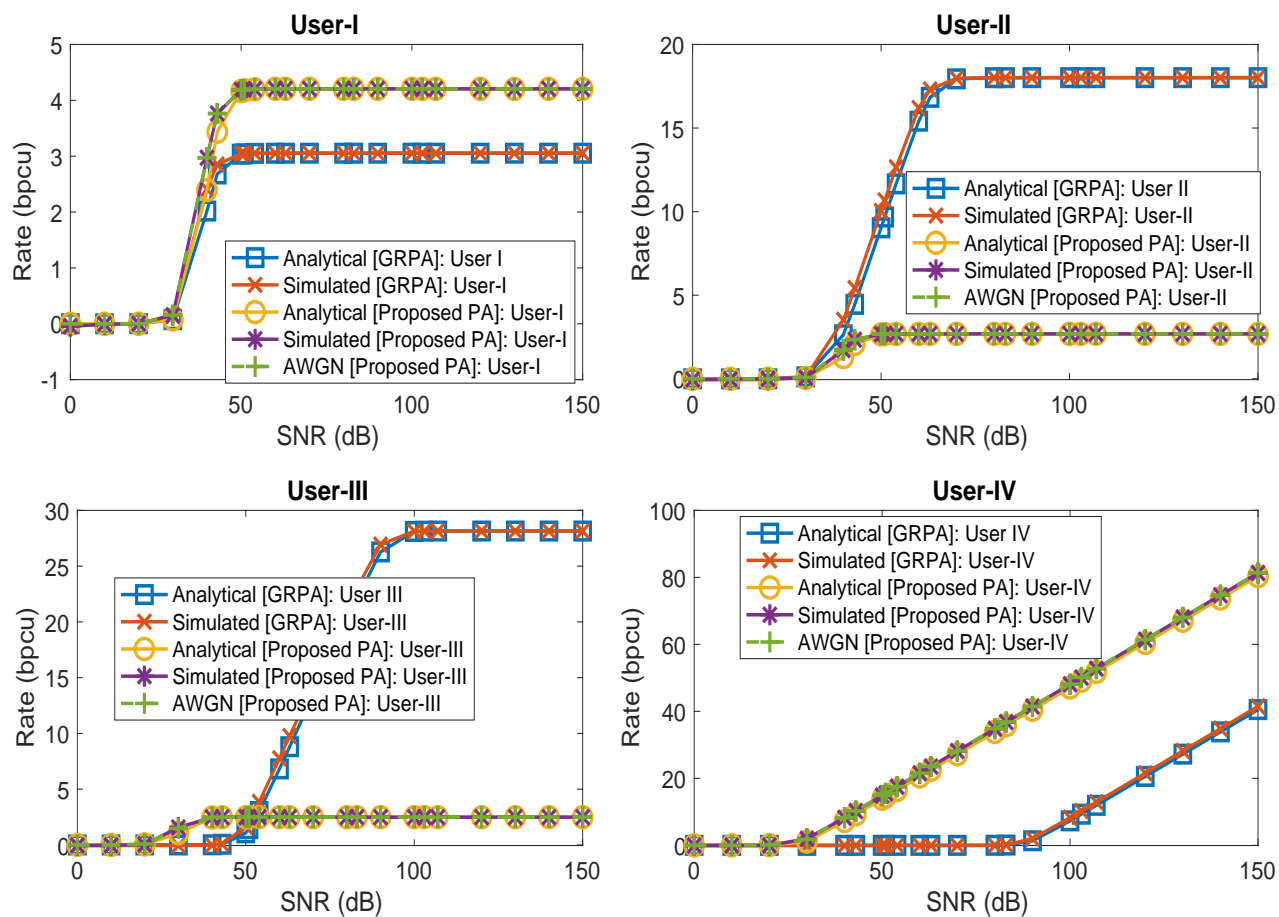 User-I
5
4
3
2
1
0
-1
Rate (bpcu)
0
50
100
150
SNR (dB)
Analytical [GRPA]: User I
Simulated [GRPA]: User-I
Analytical [Proposed PA]: User-I
Simulated [Proposed PA]: User-I
AWGN [Proposed PA]: User-I
User-II
20
15
10
5
0
Rate (bpcu)
0
50
100
150
SNR (dB)
Analytical [GRPA]: User II
Simulated [GRPA]: User-II
Analytical [Proposed PA]: User-II
Simulated [Proposed PA]: User-II
AWGN [Proposed PA]: User-II
User-III
30
25
20
15
10
5
0
Rate (bpcu)
0
50
100
150
SNR (dB)
Analytical [GRPA]: User III
Simulated [GRPA]: User-III
Analytical [Proposed PA]: User-III
Simulated [Proposed PA]: User-III
AWGN [Proposed PA]: User-III
User-IV
100
80
60
40
20
0
Rate (bpcu)
0
50
100
150
SNR (dB)
Analytical [GRPA]: User IV
Simulated [GRPA]: User-IV
Analytical [Proposed PA]: User-IV
Simulated [Proposed PA]: User-IV
AWGN [Proposed PA]: User-IV